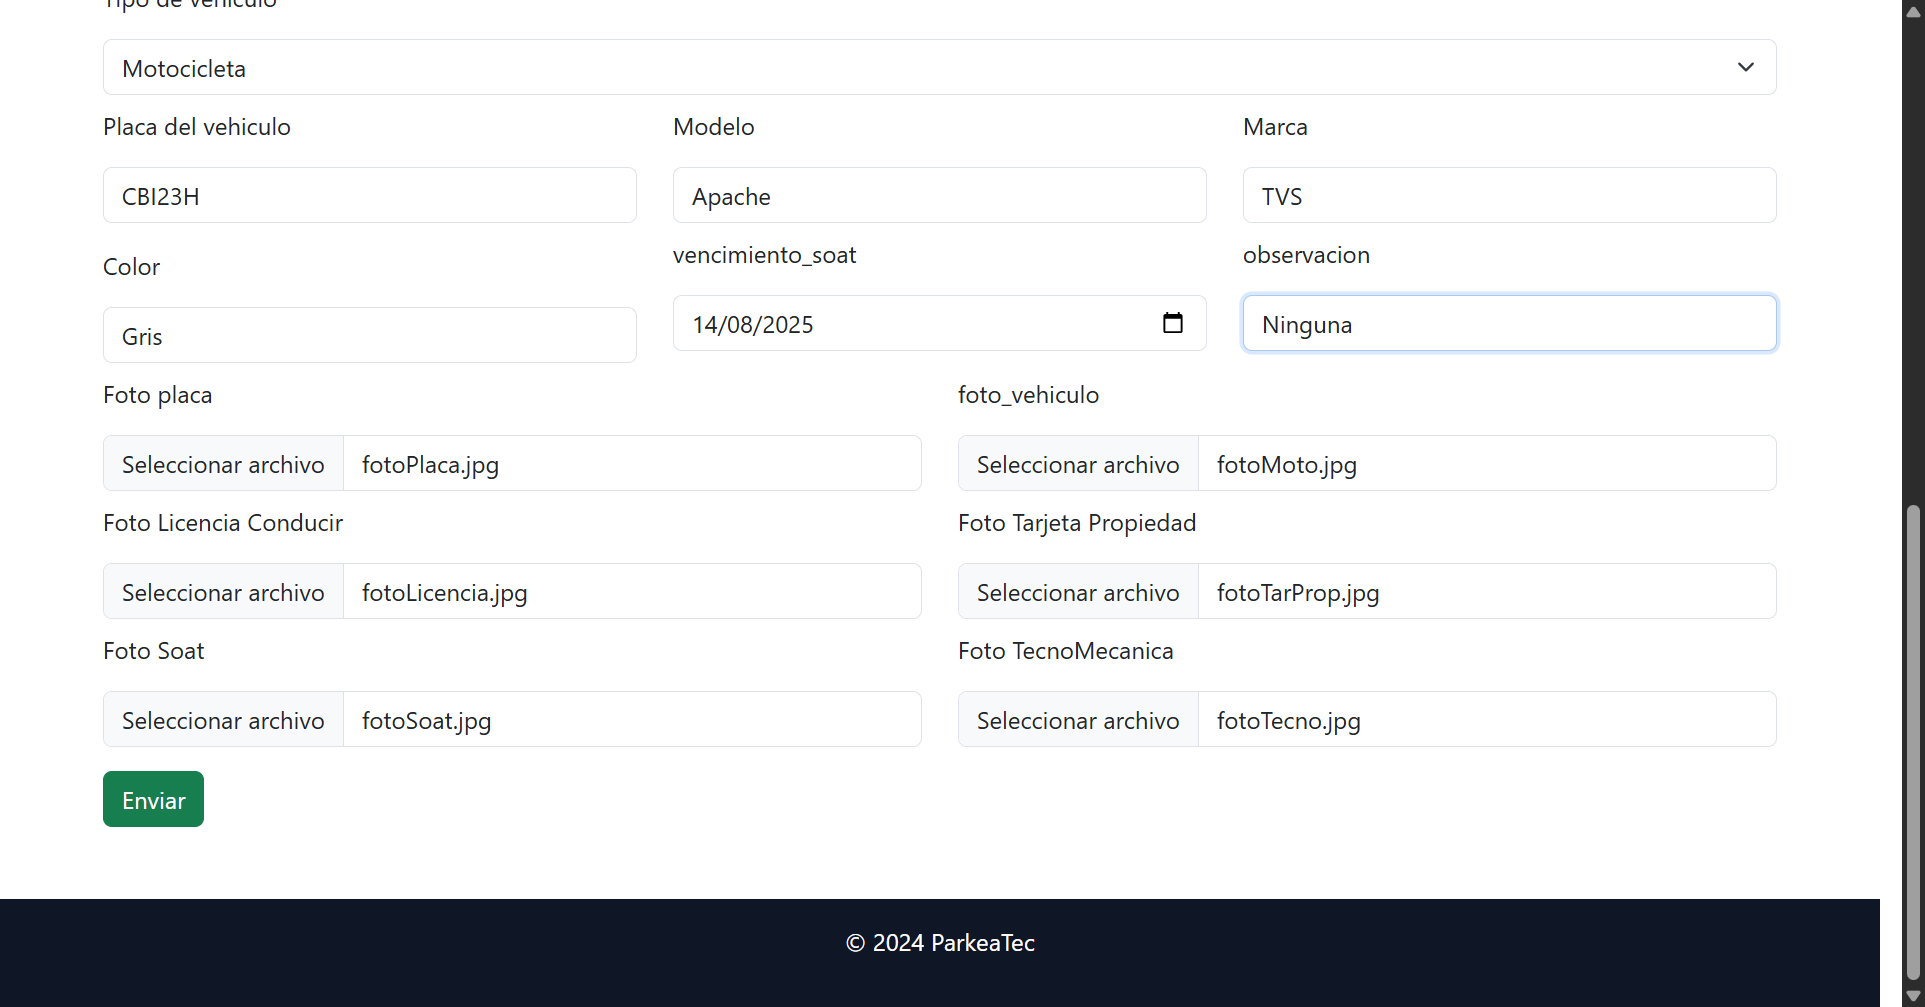 Tipo de vehiculo
Motocicleta
Placa del vehiculo
Modelo
Marca
CBI23H
Apache
TVS
Color
vencimiento_soat
observacion
Gris
14/08/2025
Ninguna
Foto placa
foto_vehiculo
Seleccionar archivo fotoPlaca.jpg
Seleccionar archivo fotoMoto.jpg
Foto Licencia Conducir
Foto Tarjeta Propiedad
Seleccionar archivo fotoLicencia.jpg
Seleccionar archivo fotoTarProp.jpg
Foto Soat
Foto TecnoMecanica
Seleccionar archivo fotoSoat.jpg
Seleccionar archivo fotoTecno.jpg
Enviar
© 2024 ParkeaTec